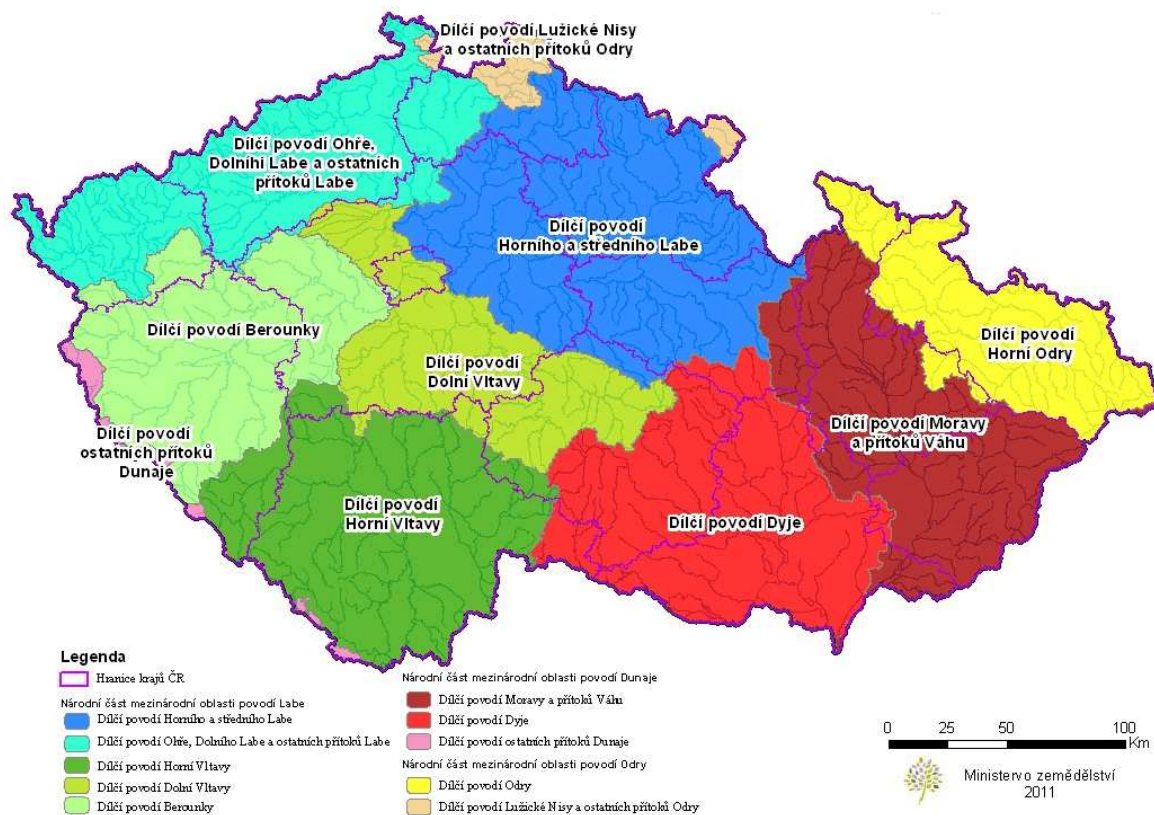 Dílčí povodí Lužické Nisy
a ostatních přítoků Odry
Dílčí povodí Ohře,
Dolníhi Labe a ostatních
přítoků Labe
Dílčí povodí
Horního a středního Labe
Dílčí povodí Berounky
Dílčí povodí
Dolní Vltavy
Dílčí povodí
Horní Odry
Dílčí povodí
ostatních přítoků
Dunaje
Dílčí povodí Moravy
a přítoků Váhu
Dílčí povodí
Horní Vltavy
Dílčí povodí Dyje
Legenda
Hranice krajů ČR
Národní část mezinárodní oblasti povodí Labe
Dílčí povodí Horního a středního Labe
Dílčí povodí Ohře, Dolního Labe a ostatních přítoků Labe
Dílčí povodí Horní Vltavy
Dílčí povodí Dolní Vltavy
Dílčí povodí Berounky
Národní část mezinárodní oblasti povodí Dunaje
Dílčí povodí Moravy a přítoků Váhu
Dílčí povodí Dyje
Dílčí povodí ostatních přítoků Dunaje
Národní část mezinárodní oblasti povodí Odry
Dílčí povodí Odry
Dílčí povodí Lužické Nisy a ostatních přítoků Odry
0 25 50 100
Km
Ministerstvo zemědělství
2011